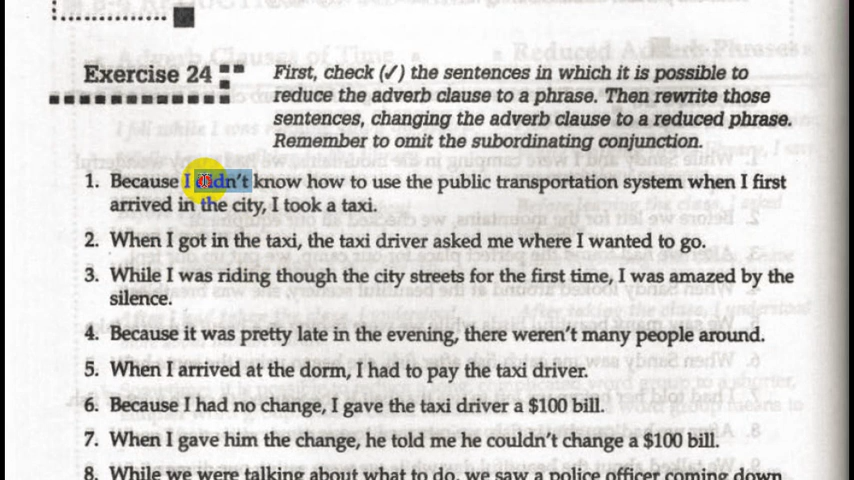 Exercise 24 First, check (✓) the sentences in which it is possible to
reduce the adverb clause to a phrase. Then rewrite those
sentences, changing the adverb clause to a reduced phrase.
Remember to omit the subordinating conjunction.
1. Because I didn't know how to use the public transportation system when I first
arrived in the city, I took a taxi.
2. When I got in the taxi, the taxi driver asked me where I wanted to go.
3. While I was riding though the city streets for the first time, I was amazed by the
silence.
4. Because it was pretty late in the evening, there weren't many people around.
5. When I arrived at the dorm, I had to pay the taxi driver.
6. Because I had no change, I gave the taxi driver a $100 bill.
7. When I gave him the change, he told me he couldn't change a $100 bill.
8. While we were talking about what to do, we saw a police officer coming down